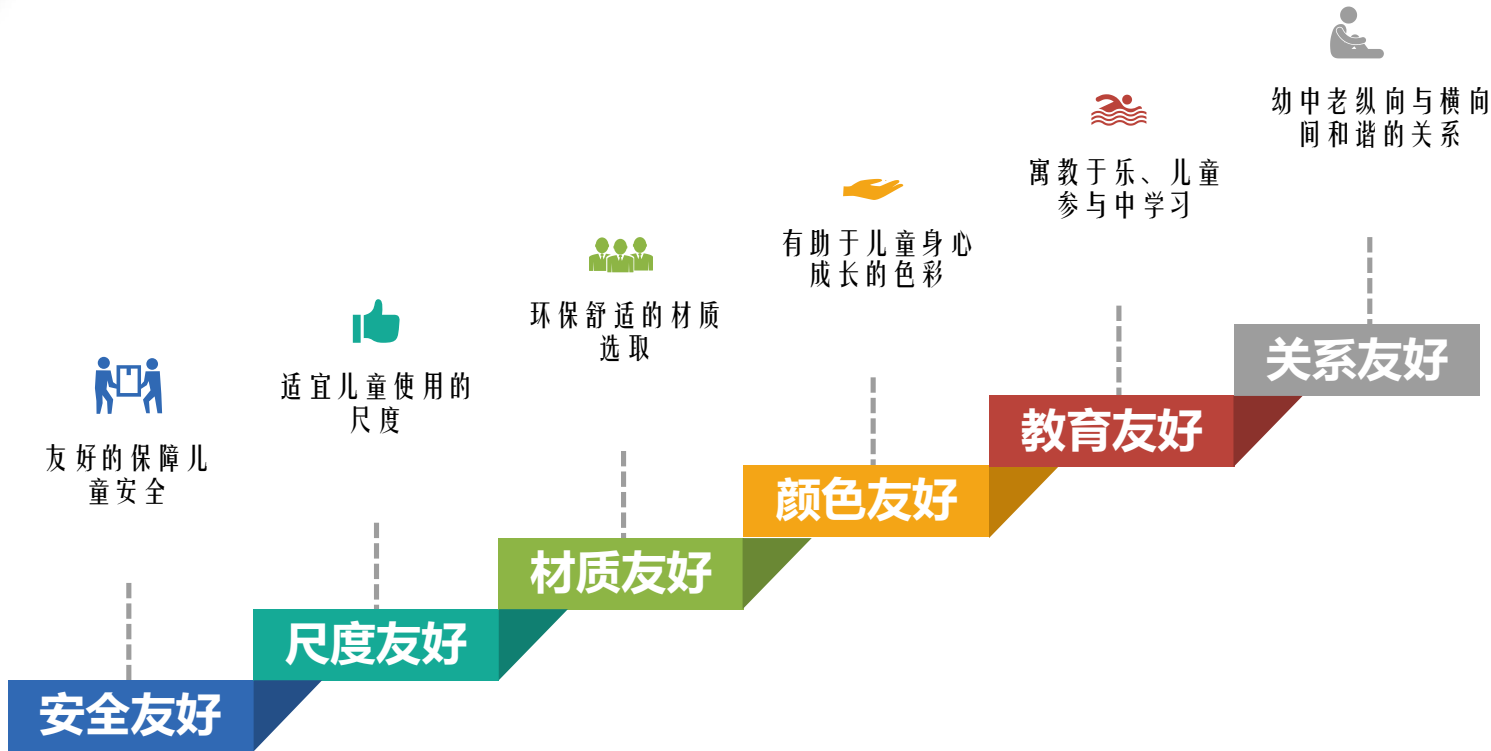 友好的保障儿
童安全
安全友好
适宜儿童使用的
尺度
尺度友好
环保舒适的材质
选取
材质友好
有助于儿童身心
成长的色彩
颜色友好
寓教于乐、儿童
参与中学习
教育友好
幼中老纵向与横向
间和谐的关系
关系友好